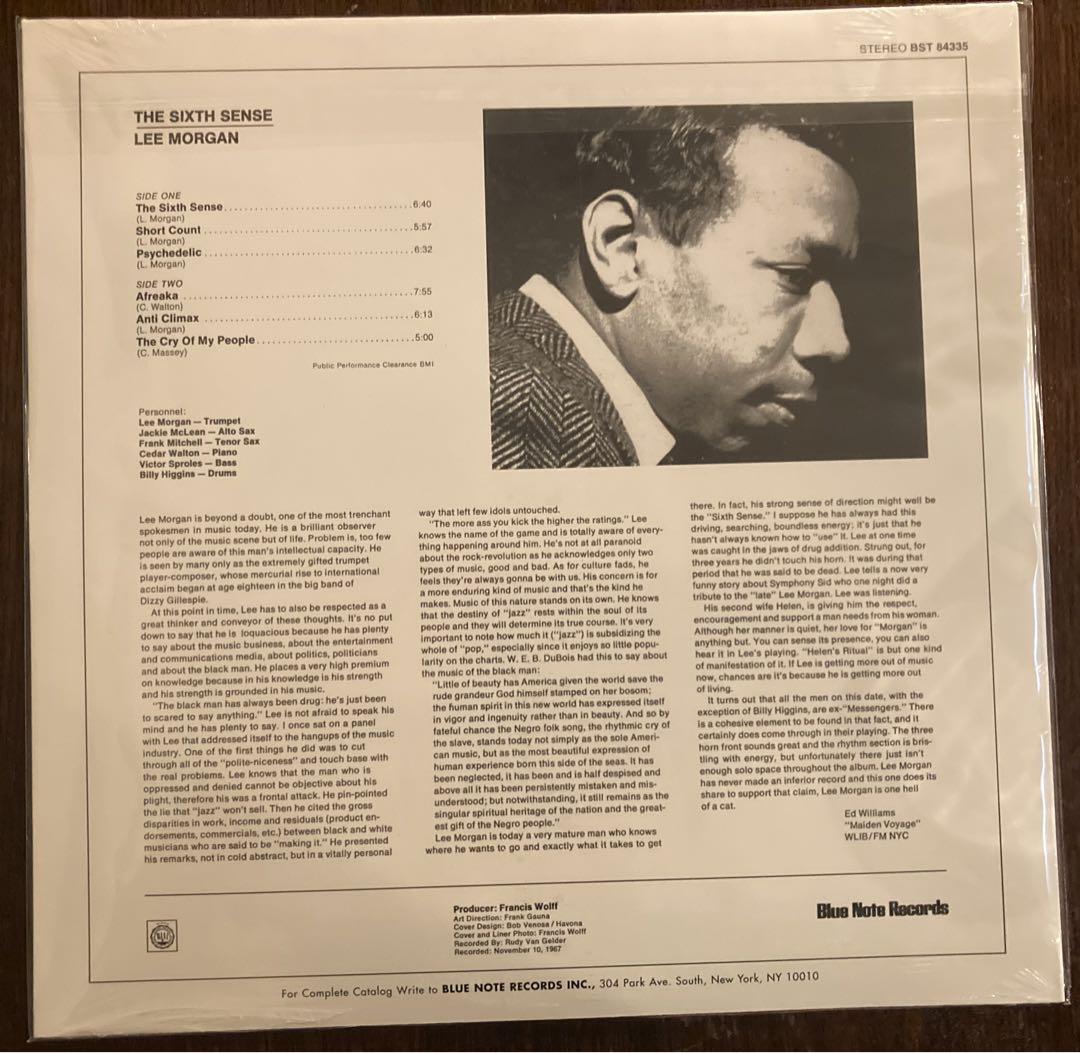 STEREO BST 84335
THE SIXTH SENSE
LEE MORGAN
SIDE ONE
The Sixth Sense..............................6:40
(L. Morgan)
Short Count..............................5:57
(L. Morgan)
Psychedelic..............................6:32
(L. Morgan)
SIDE TWO
Afreaka..............................7:55
(C. Walton)
Anti Climax..............................6:13
(L. Morgan)
The Cry Of My People..............................5:00
(C. Massey)
Public Performance Clearance BMI
Personnel:
Lee Morgan — Trumpet
Jackie McLean — Alto Sax
Frank Mitchell — Tenor Sax
Cedar Walton — Piano
Victor Sproles — Bass
Billy Higgins — Drums
Lee Morgan is beyond a doubt, one of the most trenchant
spokesmen in music today. He is a brilliant observer
not only of the music scene but of life. Problem is, too few
people are aware of this man's intellectual capacity. He
is seen by many only as the extremely gifted trumpet
player-composer, whose mercurial rise to international
acclaim began at age eighteen in the big band of
Dizzy Gillespie.
At this point in time, Lee has to also be respected as a
great thinker and conveyor of these thoughts. It's no put
down to say that he is loquacious because he has plenty
to say about the music business, about the entertainment
and communications media, about politics, politicians
and about the black man. He places a very high premium
on knowledge because in his knowledge is his strength
and his strength is grounded in his music.
"The black man has always been drug: he's just been
to scared to say anything." Lee is not afraid to speak his
mind and he has plenty to say. I once sat on a panel
with Lee that addressed itself to the hangups of the music
industry. One of the first things he did was to cut
through all of the "polite-niceness" and touch base with
the real problems. Lee knows that the man who is
oppressed and denied cannot be objective about his
plight, therefore his was a frontal attack. He pin-pointed
the lie that "jazz" won't sell. Then he cited the gross
disparities in work, income and residuals (product en-
dorsements, commercials, etc.) between black and white
musicians who are said to be "making it." He presented
his remarks, not in cold abstract, but in a vitally personal
way that left few idols untouched.
"The more ass you kick the higher the ratings." Lee
knows the name of the game and is totally aware of every-
thing happening around him. He's not at all paranoid
about the rock-revolution as he acknowledges only two
types of music, good and bad. As for culture fads, he
feels they're always gonna be with us. His concern is for
a more enduring kind of music and that's the kind he
makes. Music of this nature stands on its own. He knows
that the destiny of "jazz" rests within the soul of its
people and they will determine its true course. It's very
important to note how much it ("jazz") is subsidizing the
whole of "pop," especially since it enjoys so little popu-
larity on the charts. W. E. B. DuBois had this to say about
the music of the black man:
"Little of beauty has America given the world save the
rude grandeur God himself stamped on her bosom;
the human spirit in this new world has expressed itself
in vigor and ingenuity rather than in beauty. And so by
fateful chance the Negro folk song, the rhythmic cry of
the slave, stands today not simply as the sole Ameri-
can music, but as the most beautiful expression of
human experience born this side of the seas. It has
been neglected, it has been and is half despised and
above all it has been persistently mistaken and mis-
understood; but notwithstanding, it still remains as the
singular spiritual heritage of the nation and the great-
est gift of the Negro people."
Lee Morgan is today a very mature man who knows
where he wants to go and exactly what it takes to get
there. In fact, his strong sense of direction might well be
the "Sixth Sense." I suppose he has always had this
driving, searching, boundless energy; it's just that he
hasn't always known how to "use" it. Lee at one time
was caught in the jaws of drug addition. Strung out, for
three years he didn't touch his horn. It was during that
period that he was said to be dead. Lee tells a now very
funny story about Symphony Sid who one night did a
tribute to the "late" Lee Morgan. Lee was listening.
His second wife Helen, is giving him the respect,
encouragement and support a man needs from his woman.
Although her manner is quiet, her love for "Morgan" is
anything but. You can sense its presence, you can also
hear it in Lee's playing. "Helen's Ritual" is but one kind
of manifestation of it. If Lee is getting more out of music
now, chances are it's because he is getting more out
of living.
It turns out that all the men on this date, with the
exception of Billy Higgins, are ex-"Messengers." There
is a cohesive element to be found in that fact, and it
certainly does come through in their playing. The three
horn front sounds great and the rhythm section is bris-
tling with energy, but unfortunately there just isn't
enough solo space throughout the album. Lee Morgan
has never made an inferior record and this one does its
share to support that claim, Lee Morgan is one hell
of a cat.
Ed Williams
"Maiden Voyage"
WLIB/FM NYC
Producer: Francis Wolff
Art Direction: Frank Gauna
Cover Design: Bob Venosa / Havona
Cover and Liner Photo: Francis Wolff
Recorded By: Rudy Van Gelder
Recorded: November 10, 1967
Blue Note Records
For Complete Catalog Write to BLUE NOTE RECORDS INC., 304 Park Ave. South, New York, NY 10010